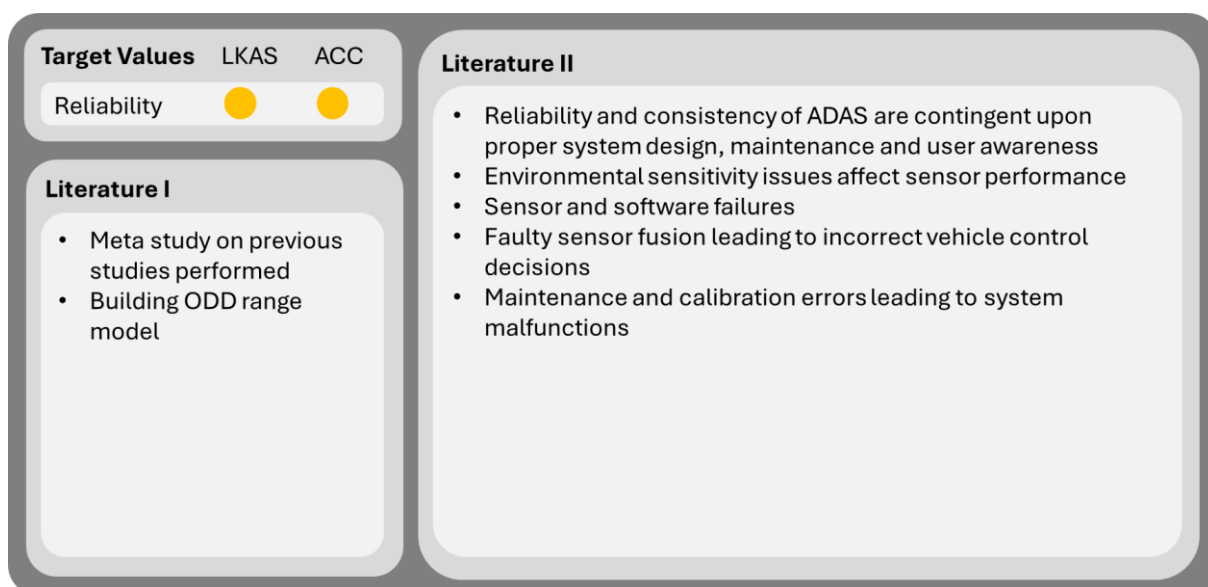 Target Values LKAS ACC
Reliability
Literature I
• Meta study on previous
studies performed
• Building ODD range
model
Literature II
• Reliability and consistency of ADAS are contingent upon
proper system design, maintenance and user awareness
• Environmental sensitivity issues affect sensor performance
• Sensor and software failures
• Faulty sensor fusion leading to incorrect vehicle control
decisions
• Maintenance and calibration errors leading to system
malfunctions